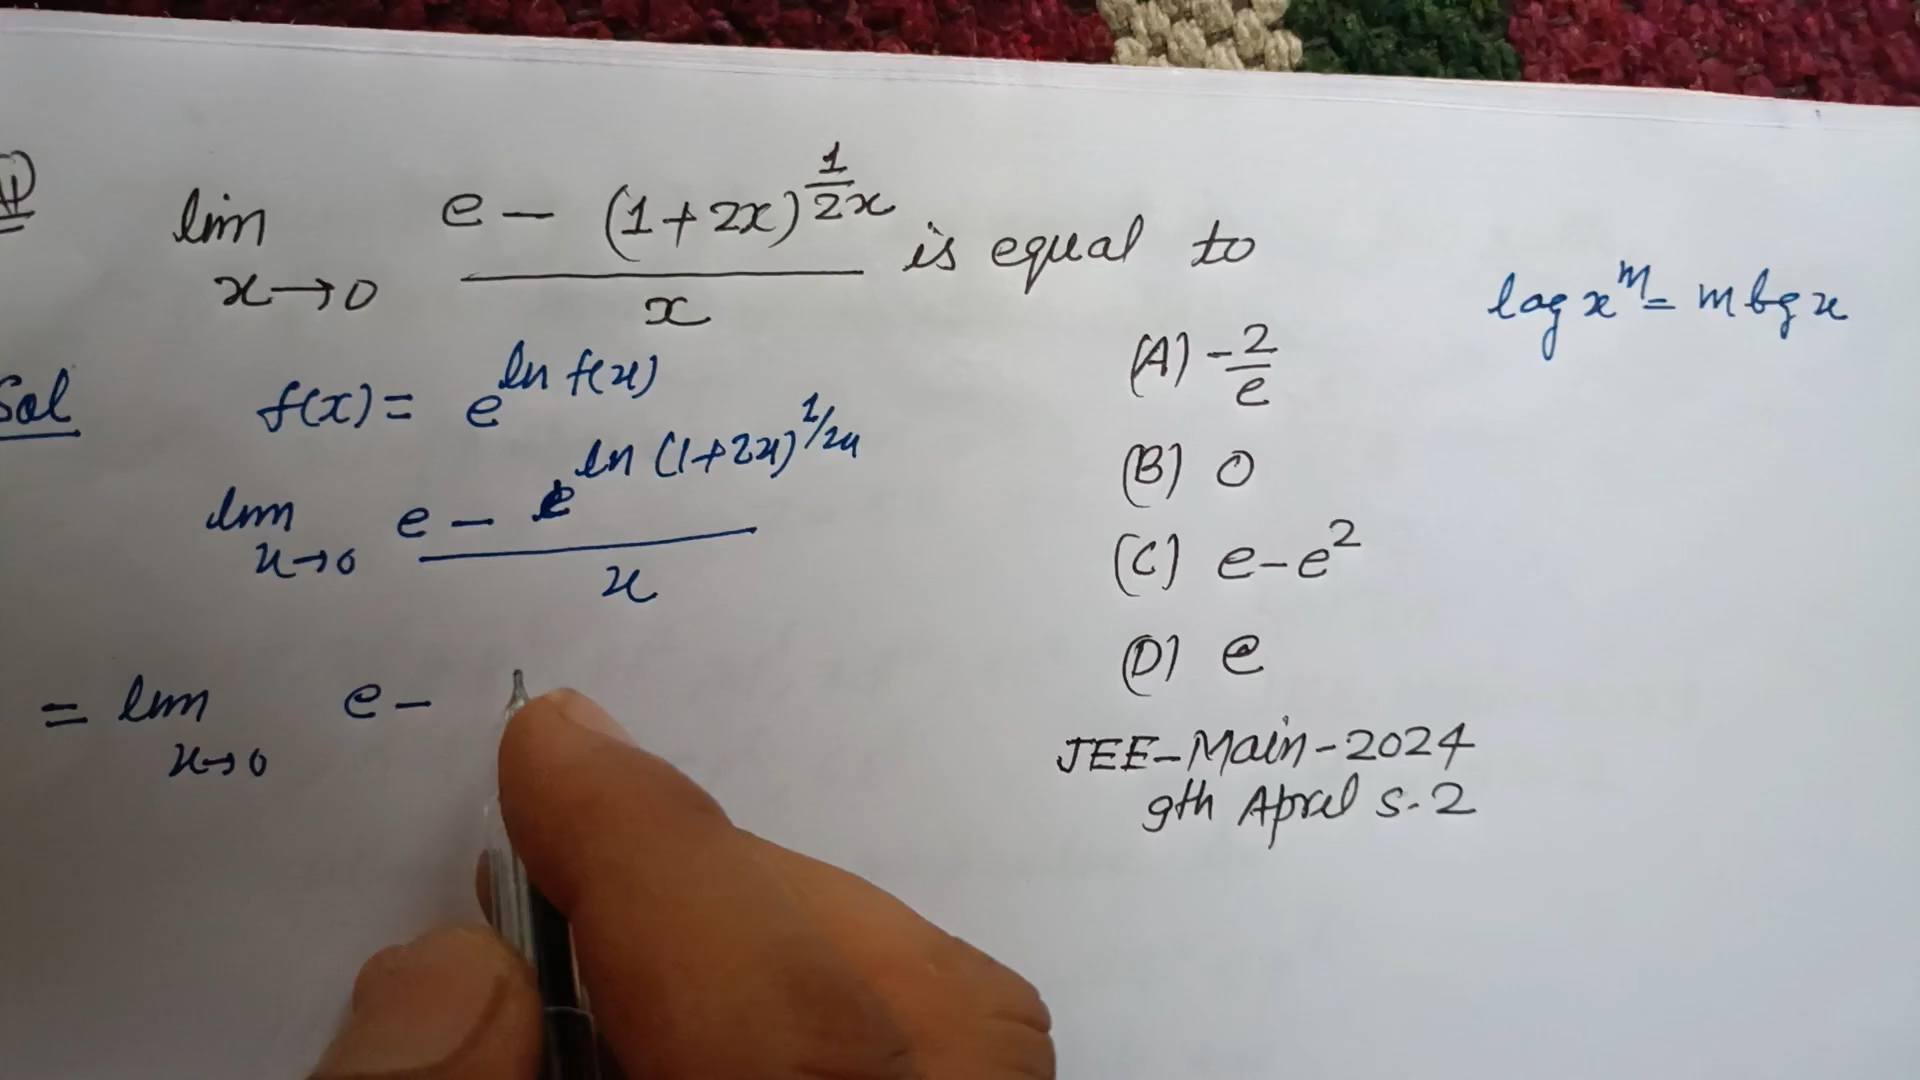 lim x→0 e - (1+2x)^{1/2x} / x is equal to
log x^m = m log x
(A) -2/e
(B) 0
(C) e-e^2
(D) e
JEE-Main-2024
9th April S-2
Sol f(x) = e^{ln f(x)}
lim x→0 e - e^{ln (1+2x)^{1/2x}} / x
= lim x→0 e -